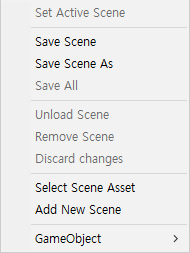 Set Active Scene
Save Scene
Save Scene As
Save All
Unload Scene
Remove Scene
Discard changes
Select Scene Asset
Add New Scene
GameObject